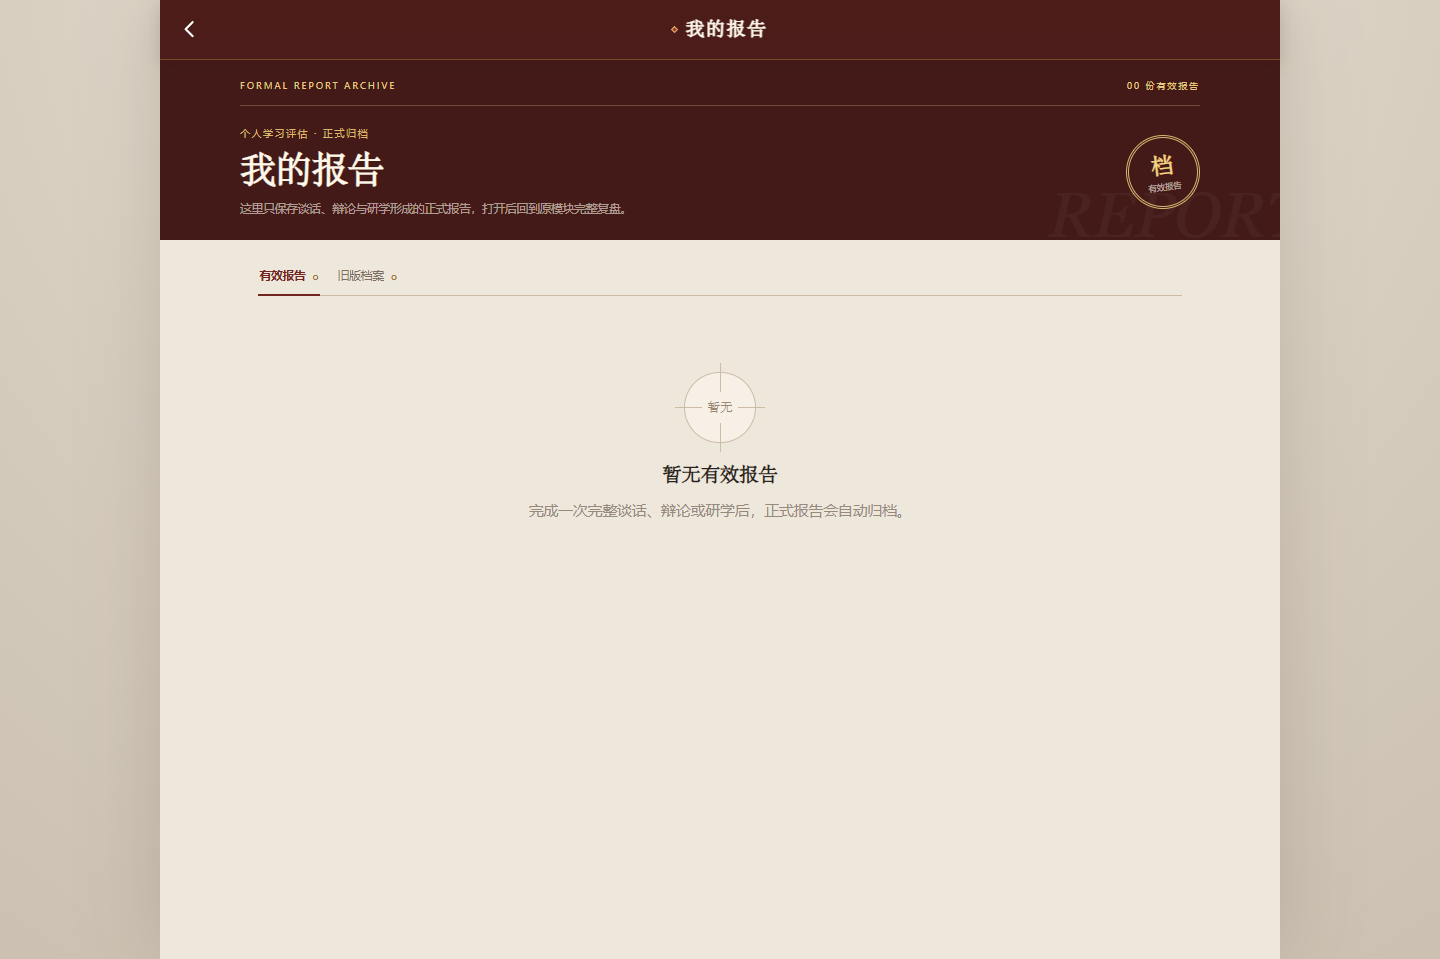 我的报告
FORMAL REPORT ARCHIVE
00 份有效报告
个人学习评估 · 正式归档
我的报告
这里只保存谈话、辩论与研学形成的正式报告，打开后回到原模块完整复盘。
档
有效报告
REPORT
有效报告 0 旧版档案 0
暂无
暂无有效报告
完成一次完整谈话、辩论或研学后，正式报告会自动归档。